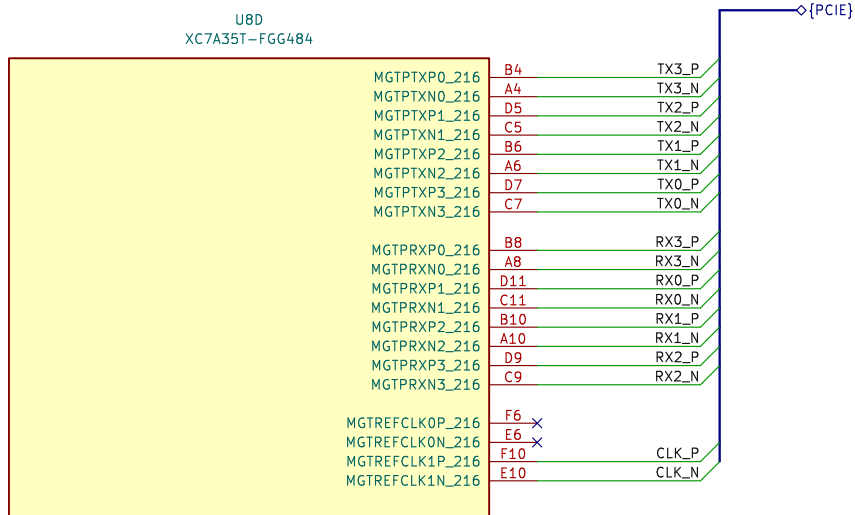 {PCIE}
U8D
XC7A35T-FGG484
MGTPTXP0_216 B4 TX3_P
MGTPTXN0_216 A4 TX3_N
MGTPTXP1_216 D5 TX2_P
MGTPTXN1_216 C5 TX2_N
MGTPTXP2_216 B6 TX1_P
MGTPTXN2_216 A6 TX1_N
MGTPTXP3_216 D7 TX0_P
MGTPTXN3_216 C7 TX0_N
MGTPRXP0_216 B8 RX3_P
MGTPRXN0_216 A8 RX3_N
MGTPRXP1_216 D11 RX0_P
MGTPRXN1_216 C11 RX0_N
MGTPRXP2_216 B10 RX1_P
MGTPRXN2_216 A10 RX1_N
MGTPRXP3_216 D9 RX2_P
MGTPRXN3_216 C9 RX2_N
MGTREFCLK0P_216 F6
MGTREFCLK0N_216 E6
MGTREFCLK1P_216 F10 CLK_P
MGTREFCLK1N_216 E10 CLK_N